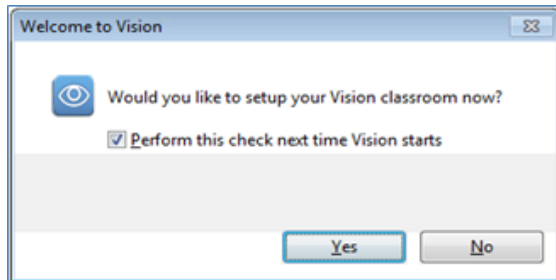 Welcome to Vision
Would you like to setup your Vision classroom now?
Perform this check next time Vision starts
Yes
No